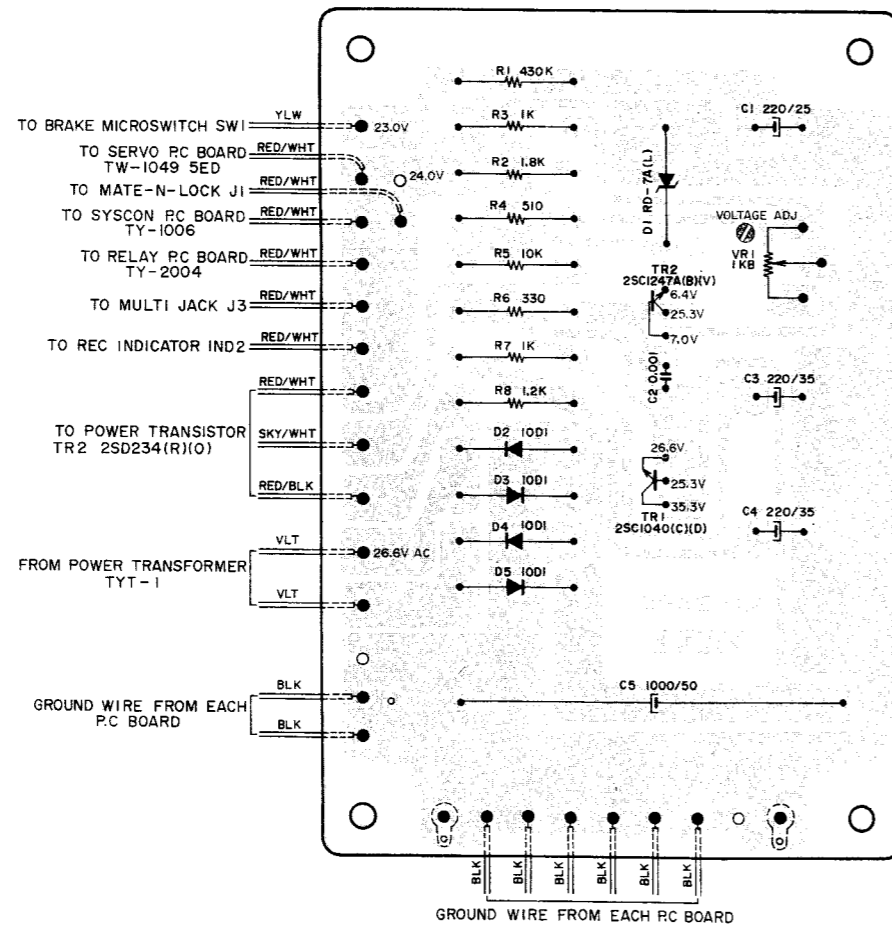 TO BRAKE MICROSWITCH SW1
YLW
23.0V
TO SERVO P.C BOARD
TW-1049 5ED
RED/WHT
24.0V
TO MATE-N-LOCK J1
RED/WHT
TO SYSCON P.C BOARD
TY-1006
RED/WHT
TO RELAY P.C BOARD
TY-2004
RED/WHT
TO MULTI JACK J3
RED/WHT
TO REC INDICATOR IND2
RED/WHT
RED/WHT
TO POWER TRANSISTOR
TR2 2SD234(R)(O)
SKY/WHT
RED/BLK
VLT
26.6V AC
FROM POWER TRANSFORMER
TYT-1
VLT
BLK
GROUND WIRE FROM EACH
P.C BOARD
BLK
R1 430K
R3 1K
R2 1.8K
R4 510
R5 10K
R6 330
R7 1K
R8 1.2K
D2 10D1
D3 10D1
D4 10D1
D5 10D1
D1 RD-7A(L)
TR2
2SC1247A(B)(V)
6.4V
25.3V
7.0V
C2 0.001
26.6V
25.3V
35.3V
TR1
2SC1040(C)(D)
C1 220/25
VOLTAGE ADJ
VR1
1KB
C3 220/35
C4 220/35
C5 1000/50
BLK
BLK
BLK
BLK
BLK
BLK
GROUND WIRE FROM EACH P.C BOARD